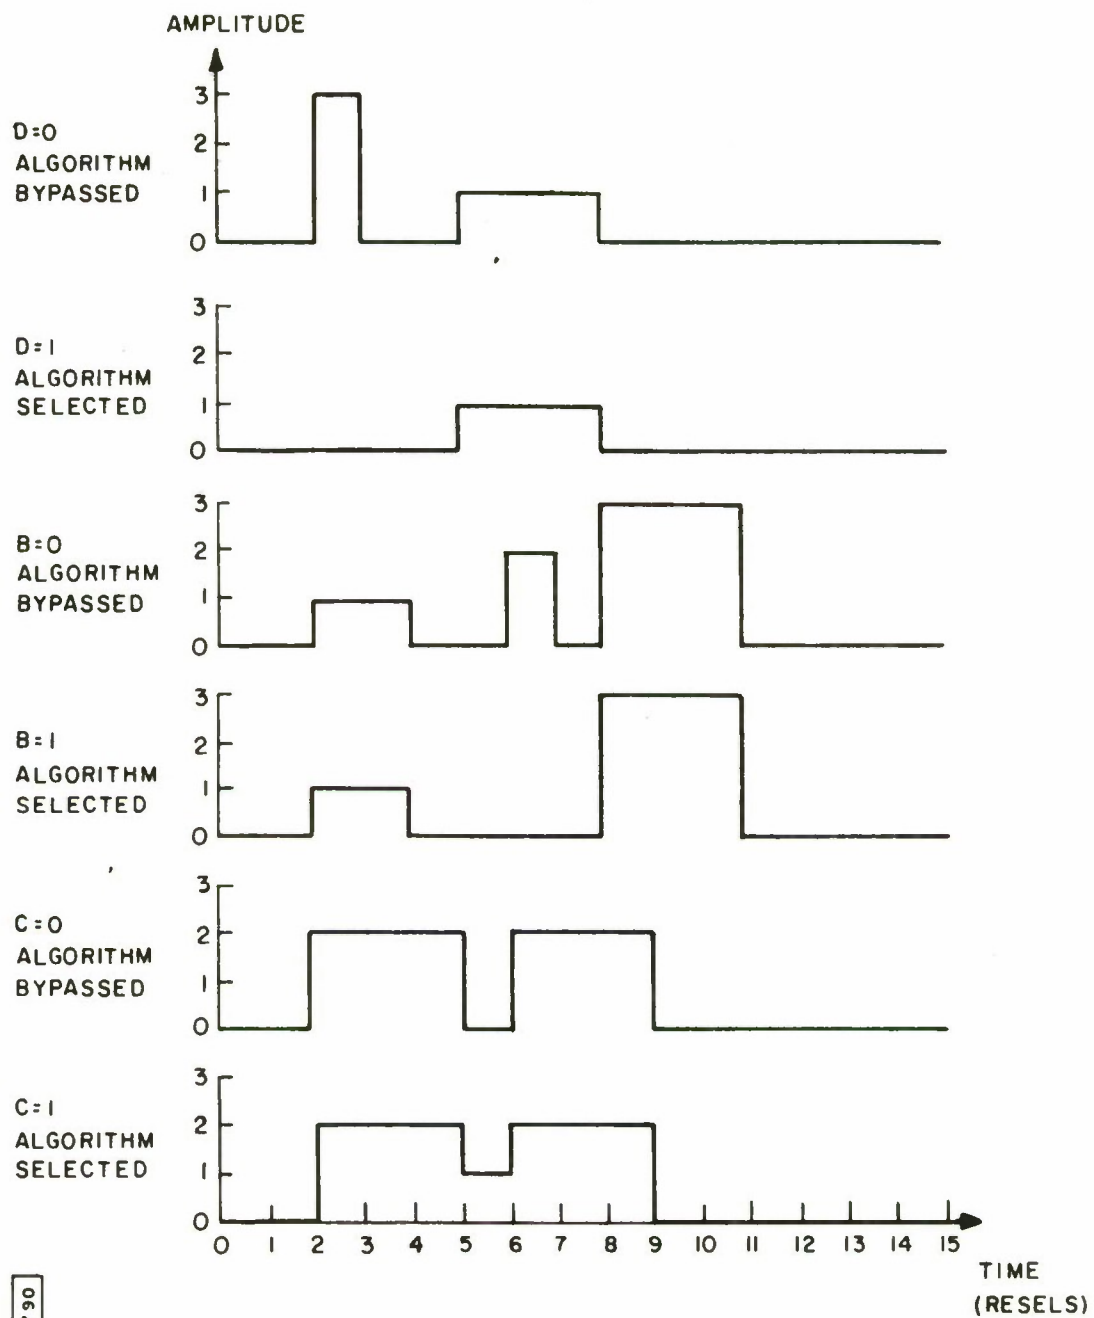 AMPLITUDE
3
2
1
0
D=0
ALGORITHM
BYPASSED
3
2
1
0
D=1
ALGORITHM
SELECTED
3
2
1
0
B=0
ALGORITHM
BYPASSED
3
2
1
0
B=1
ALGORITHM
SELECTED
3
2
1
0
C=0
ALGORITHM
BYPASSED
3
2
1
0
C=1
ALGORITHM
SELECTED
0 1 2 3 4 5 6 7 8 9 10 11 12 13 14 15
TIME
(RESELS)